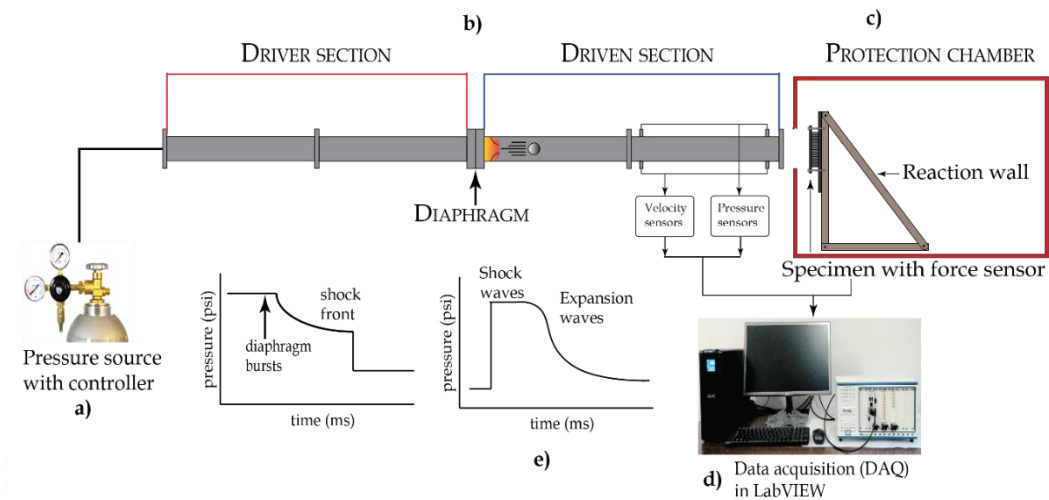 b)
c)
DRIVER SECTION
DRIVEN SECTION
PROTECTION CHAMBER
Reaction wall
DIAPHRAGM
Velocity
sensors
Pressure
sensors
Specimen with force sensor
Pressure source
with controller
a)
pressure (psi)
diaphragm
bursts
shock
front
time (ms)
pressure (psi)
Shock
waves
Expansion
waves
time (ms)
e)
d)
Data acquisition (DAQ)
in LabVIEW